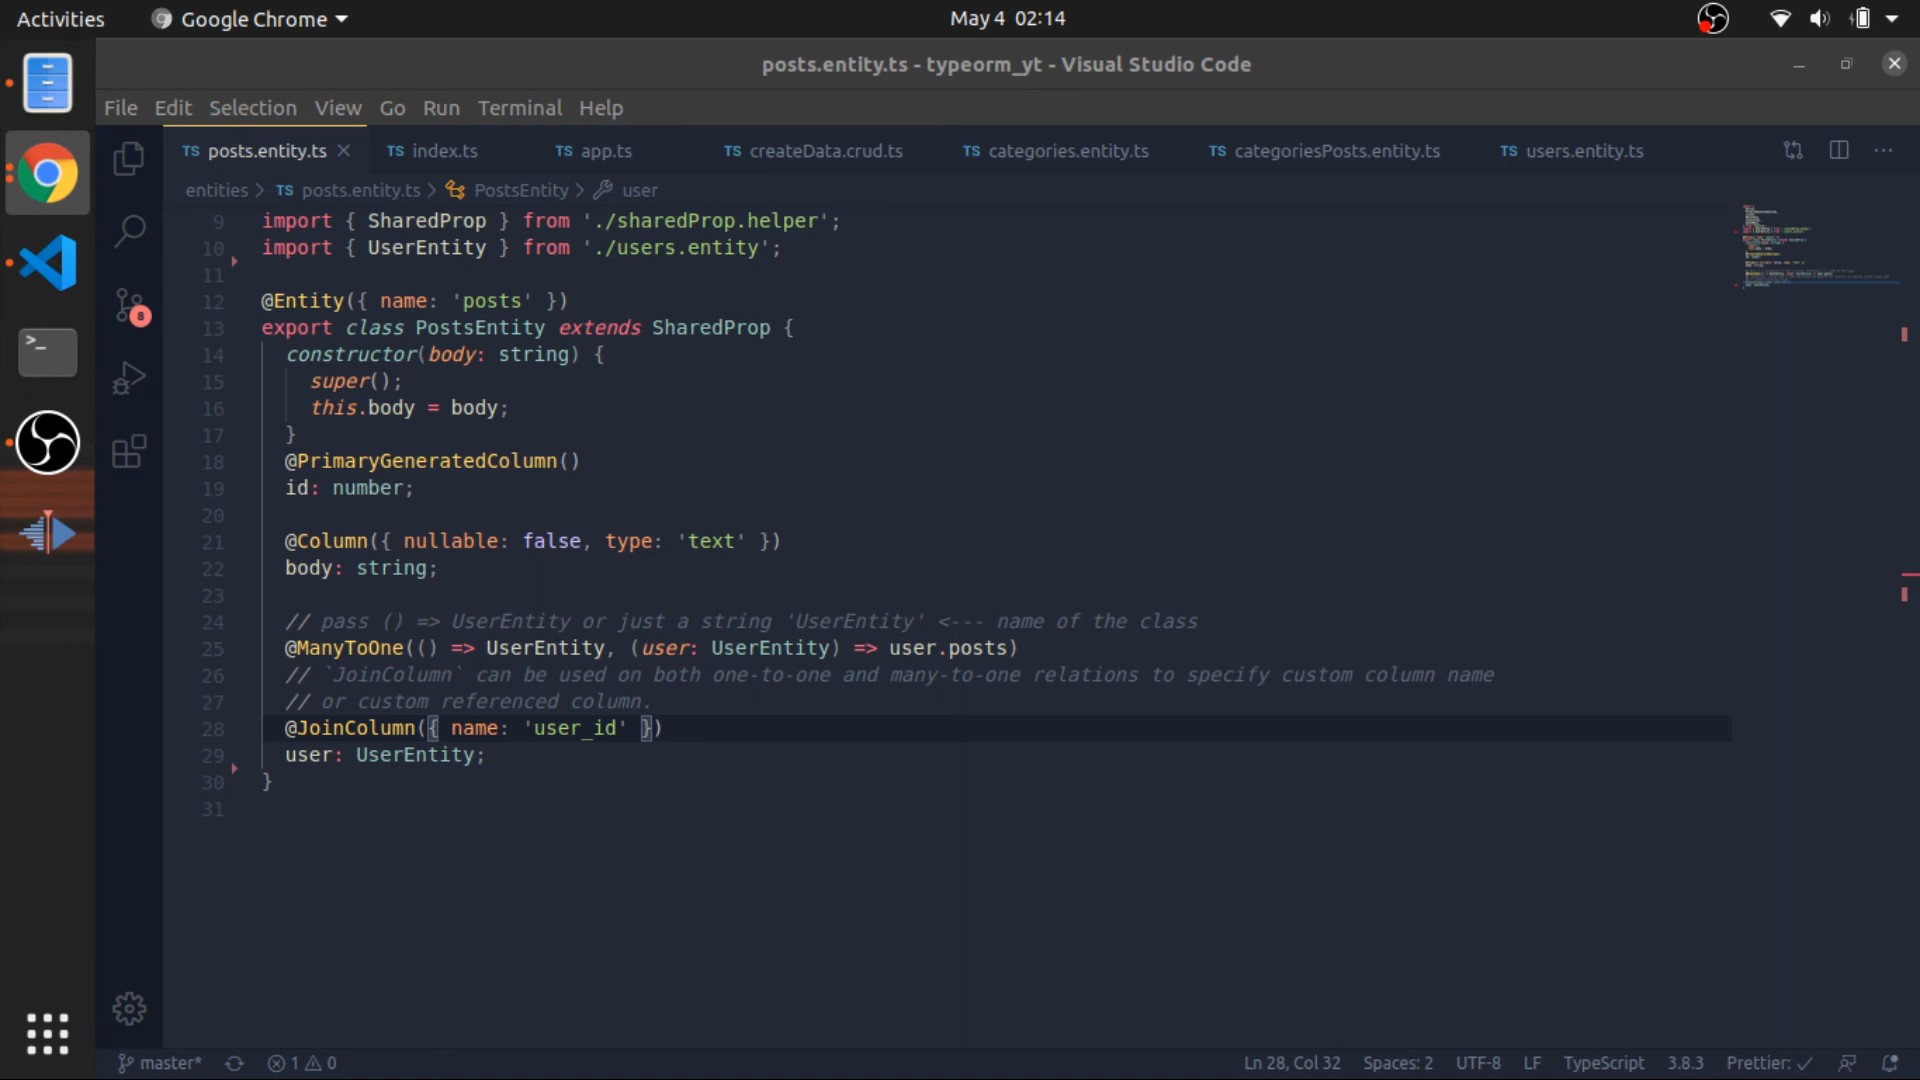 Activities Google Chrome May 4 02:14
posts.entity.ts - typeorm_yt - Visual Studio Code
File Edit Selection View Go Run Terminal Help
TS posts.entity.ts TS index.ts TS app.ts TS createData.crud.ts TS categories.entity.ts TS categoriesPosts.entity.ts TS users.entity.ts
entities > TS posts.entity.ts > PostsEntity > user
9 import { SharedProp } from './sharedProp.helper';
10 import { UserEntity } from './users.entity';
11
12 @Entity({ name: 'posts' })
13 export class PostsEntity extends SharedProp {
14 constructor(body: string) {
15 super();
16 this.body = body;
17 }
18 @PrimaryGeneratedColumn()
19 id: number;
20
21 @Column({ nullable: false, type: 'text' })
22 body: string;
23
24 // pass () => UserEntity or just a string 'UserEntity' <--- name of the class
25 @ManyToOne(() => UserEntity, (user: UserEntity) => user.posts)
26 // `JoinColumn` can be used on both one-to-one and many-to-one relations to specify custom column name
27 // or custom referenced column.
28 @JoinColumn({ name: 'user_id' })
29 user: UserEntity;
30 }
31
8
master* 1 0 Ln 28, Col 32 Spaces: 2 UTF-8 LF TypeScript 3.8.3 Prettier: ✓